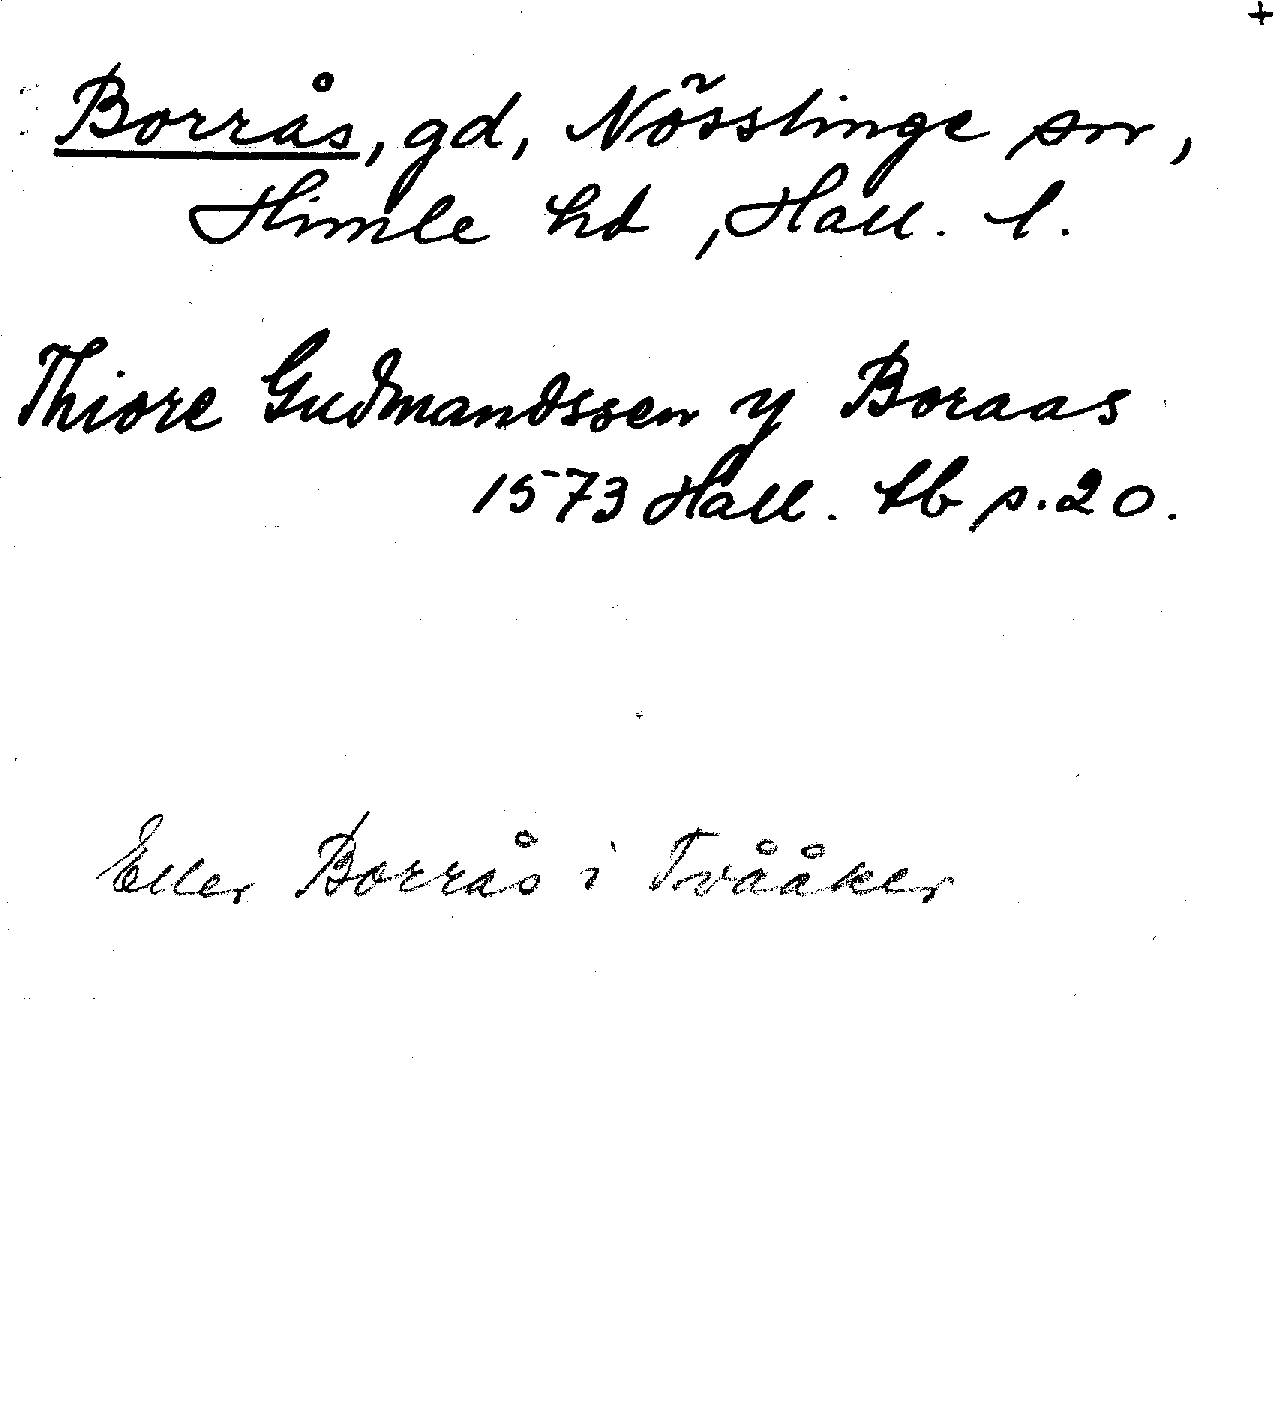 +
Borrås, gd, Nösslinge sn,
Himle hd, Hall. l.
Thiore Gudmandssen y Boraas
1573 Hall. tb p. 20.
Eller Borrås i Tvååker